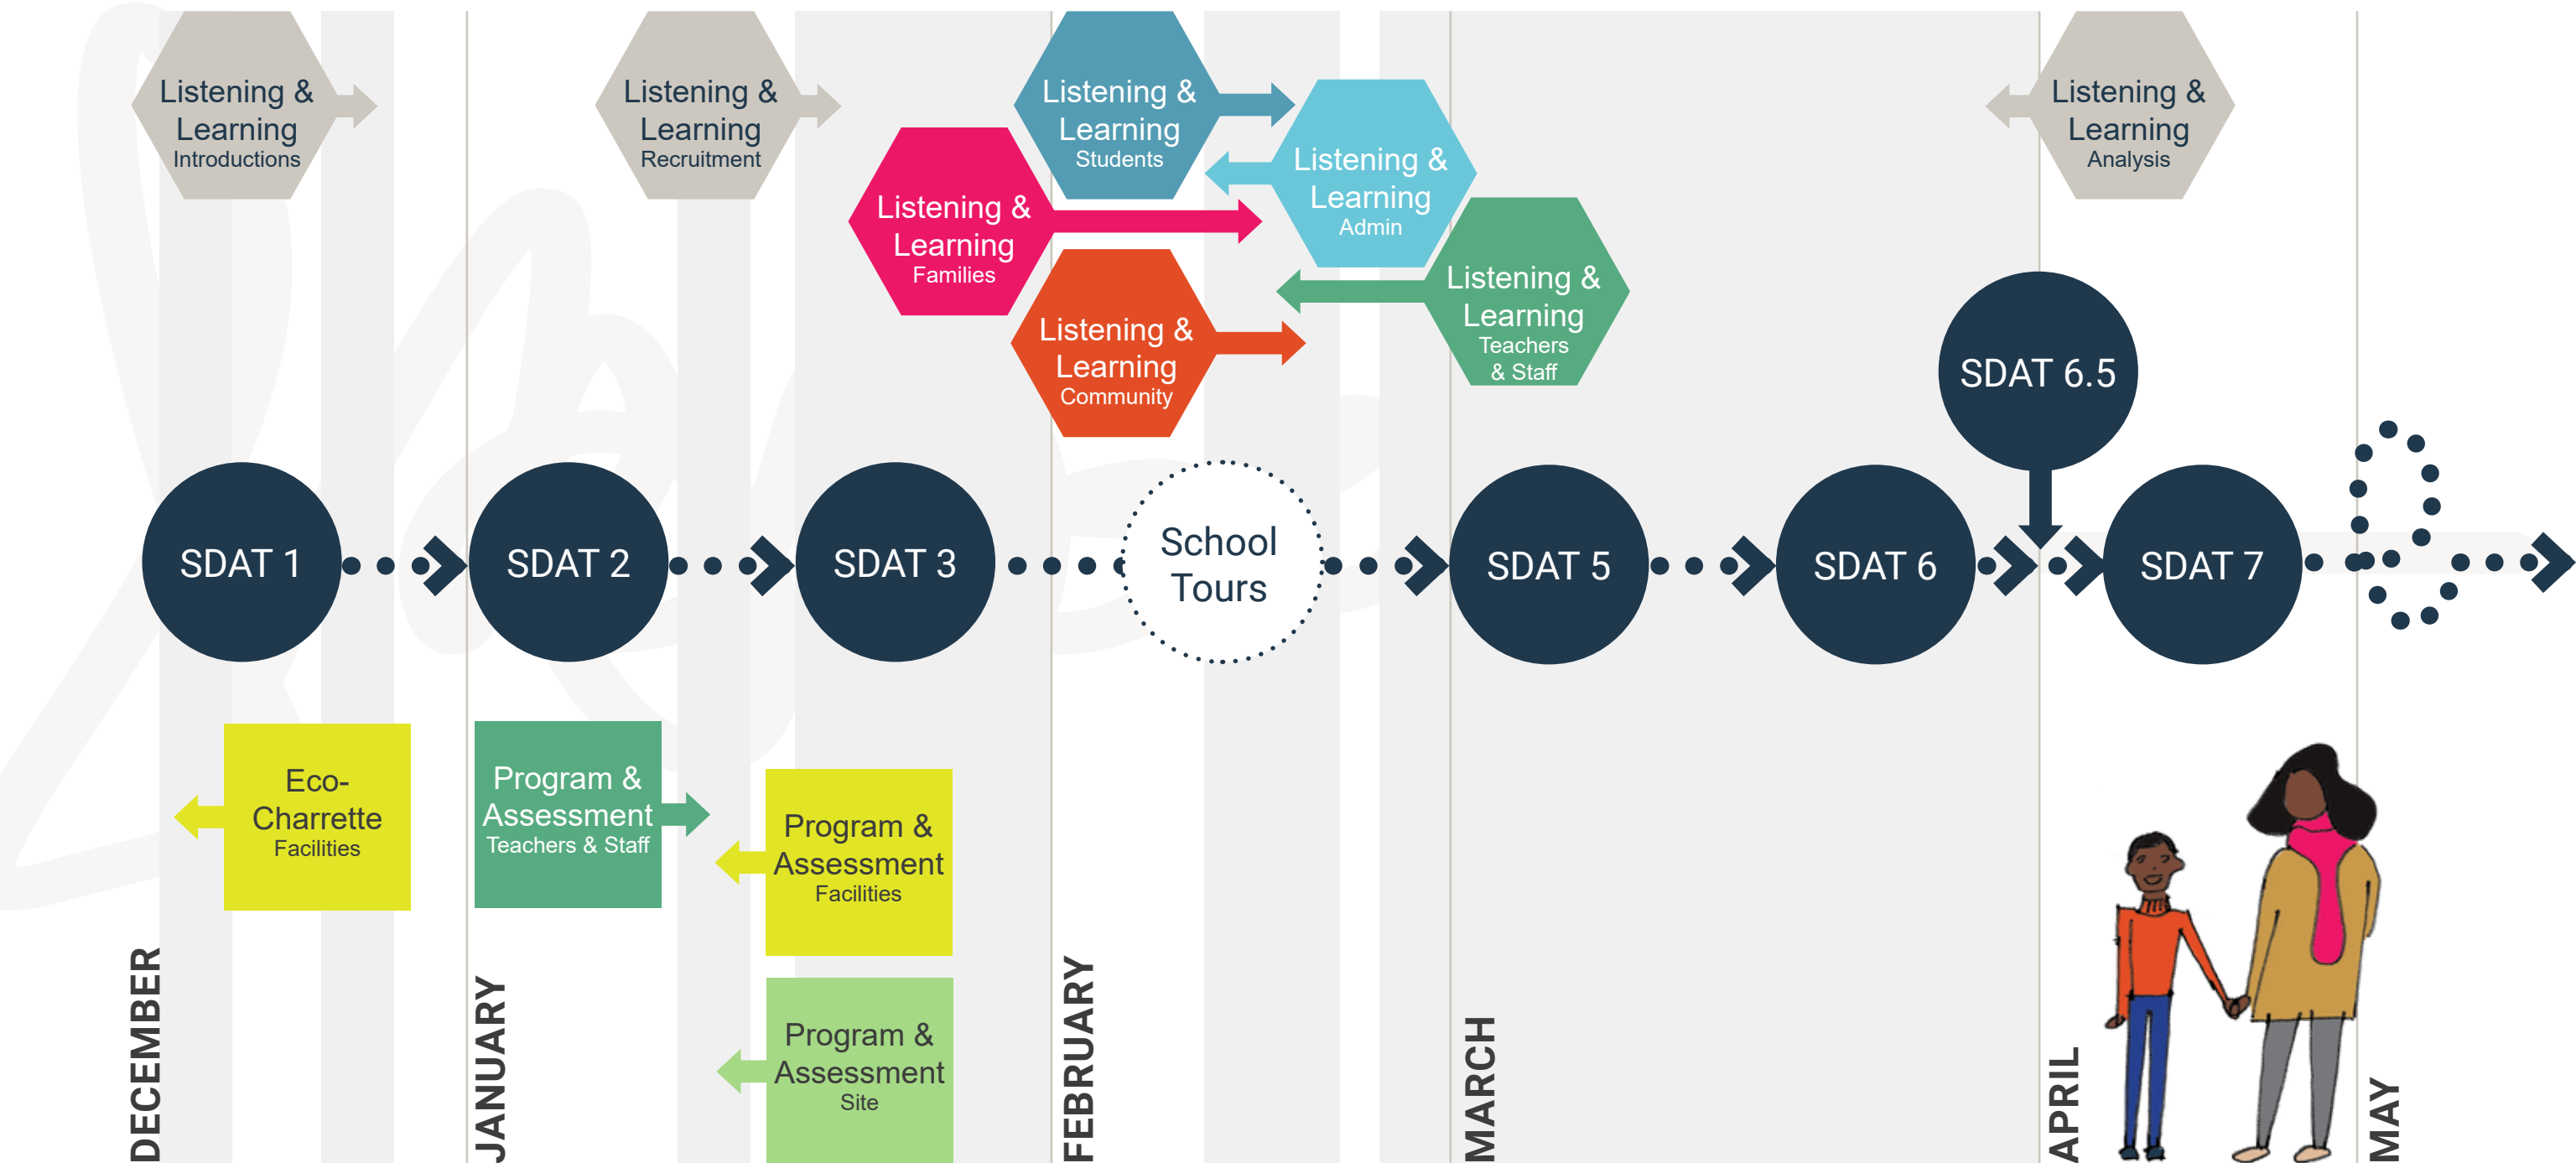 Listening &
Learning
Introductions
Listening &
Learning
Recruitment
Listening &
Learning
Students
Listening &
Learning
Admin
Listening &
Learning
Families
Listening &
Learning
Teachers
& Staff
Listening &
Learning
Community
Listening &
Learning
Analysis
SDAT 6.5
SDAT 1
SDAT 2
SDAT 3
School
Tours
SDAT 5
SDAT 6
SDAT 7
Eco-
Charrette
Facilities
Program &
Assessment
Teachers & Staff
Program &
Assessment
Facilities
Program &
Assessment
Site
DECEMBER
JANUARY
FEBRUARY
MARCH
APRIL
MAY